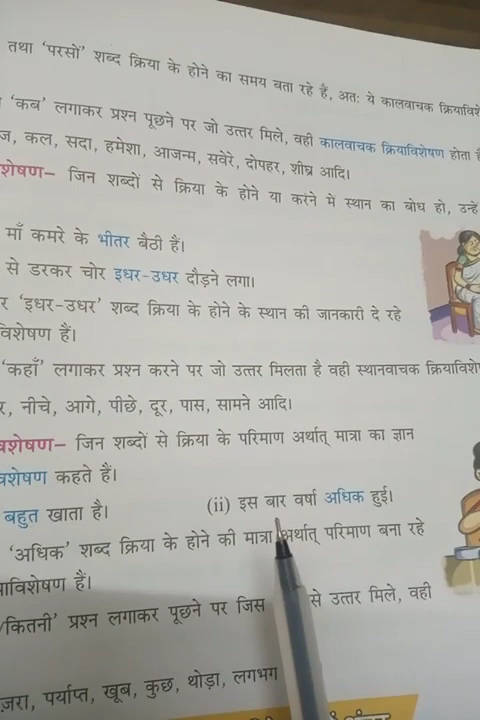 तथा 'परसों' शब्द क्रिया के होने का समय बता रहे हैं, अतः ये कालवाचक
'कब' लगाकर प्रश्न पूछने पर जो उत्तर मिले, वही कालवाचक क्रियाविशेषण होता
कल, सदा, हमेशा, आजन्म, सवेरे, दोपहर, शीघ्र आदि।
शेषण– जिन शब्दों से क्रिया के होने या करने में स्थान का बोध हो, उन्हें
माँ कमरे के भीतर बैठी हैं।
से डरकर चोर इधर-उधर दौड़ने लगा।
र 'इधर-उधर' शब्द क्रिया के होने के स्थान की जानकारी दे रहे
विशेषण हैं।
'कहाँ' लगाकर प्रश्न करने पर जो उत्तर मिलता है वही स्थानवाचक
र, नीचे, आगे, पीछे, दूर, पास, सामने आदि।
वशेषण– जिन शब्दों से क्रिया के परिमाण अर्थात् मात्रा का ज्ञान
वशेषण कहते हैं।
बहुत खाता है। (ii) इस बार वर्षा अधिक हुई।
'अधिक' शब्द क्रिया के होने की मात्रा अर्थात् परिमाण बना रहे
याविशेषण हैं।
/कितनी' प्रश्न लगाकर पूछने पर जिस से उत्तर मिले, वही
ज़रा, पर्याप्त, खूब, कुछ, थोड़ा, लगभग